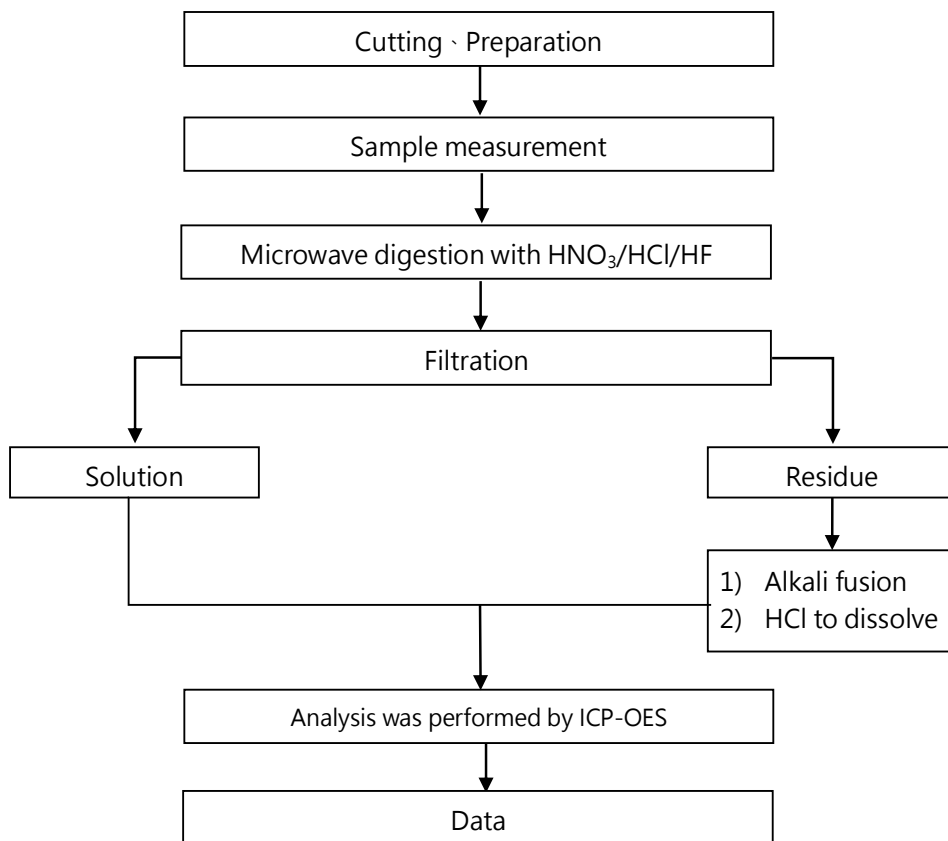 Cutting、Preparation
Sample measurement
Microwave digestion with HNO₃/HCl/HF
Filtration
Solution
Residue
1) Alkali fusion
2) HCl to dissolve
Analysis was performed by ICP-OES
Data